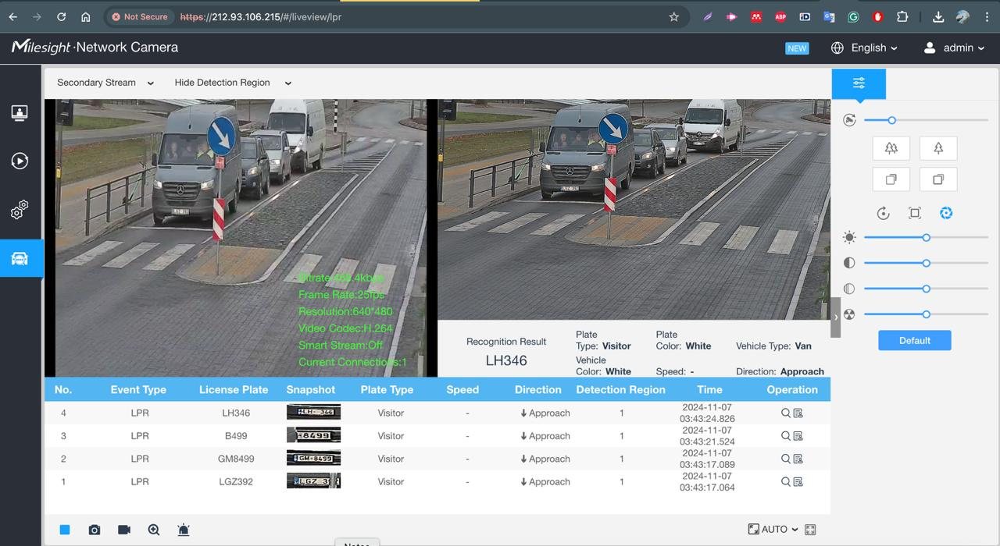 Not Secure https://212.93.106.215/#/liveview/lpr
ABP
Milesight·Network Camera NEW English admin
Secondary Stream Hide Detection Region
Bitrate:468.4kbps
Frame Rate:25fps
Resolution:640*480
Video Codec:H.264
Smart Stream:Off
Current Connections:1
Recognition Result
LH346
Plate Type: Visitor
Plate Color: White
Vehicle Type: Van
Vehicle Color: White
Speed: -
Direction: Approach
Default
No. Event Type License Plate Snapshot Plate Type Speed Direction Detection Region Time Operation
4 LPR LH346 LH-346 Visitor - Approach 1 2024-11-07 03:43:24.826
3 LPR B499 8499 Visitor - Approach 1 2024-11-07 03:43:21.524
2 LPR GM8499 GM-8499 Visitor - Approach 1 2024-11-07 03:43:17.089
1 LPR LGZ392 LGZ 3 Visitor - Approach 1 2024-11-07 03:43:17.064
AUTO